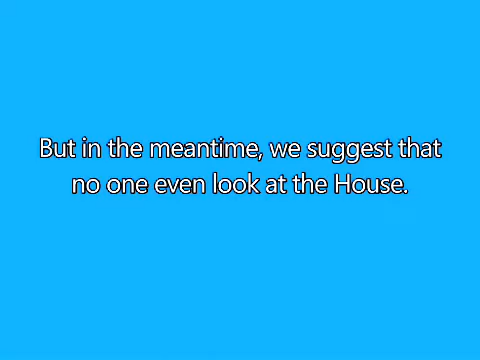 But in the meantime, we suggest that
no one even look at the House.